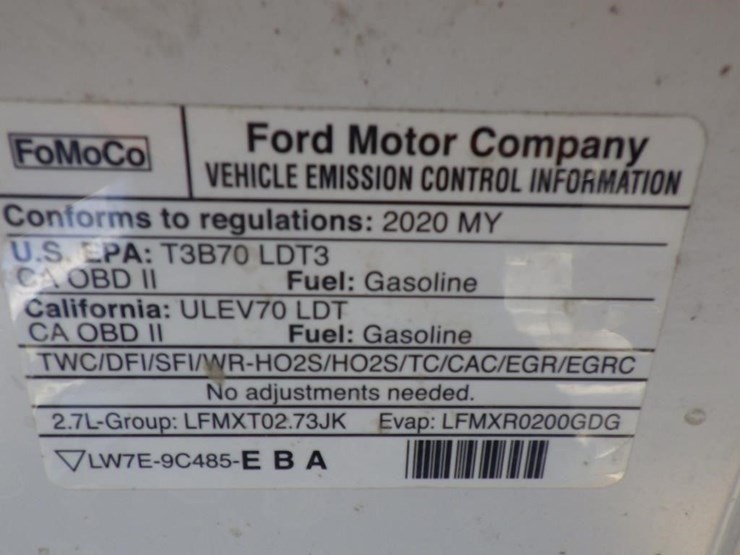 FoMoCo
Ford Motor Company
VEHICLE EMISSION CONTROL INFORMATION
Conforms to regulations: 2020 MY
U.S. EPA: T3B70 LDT3
CA OBD II Fuel: Gasoline
California: ULEV70 LDT
CA OBD II Fuel: Gasoline
TWC/DFI/SFI/WR-HO2S/HO2S/TC/CAC/EGR/EGRC
No adjustments needed.
2.7L-Group: LFMXT02.73JK Evap: LFMXR0200GDG
LW7E-9C485-E B A